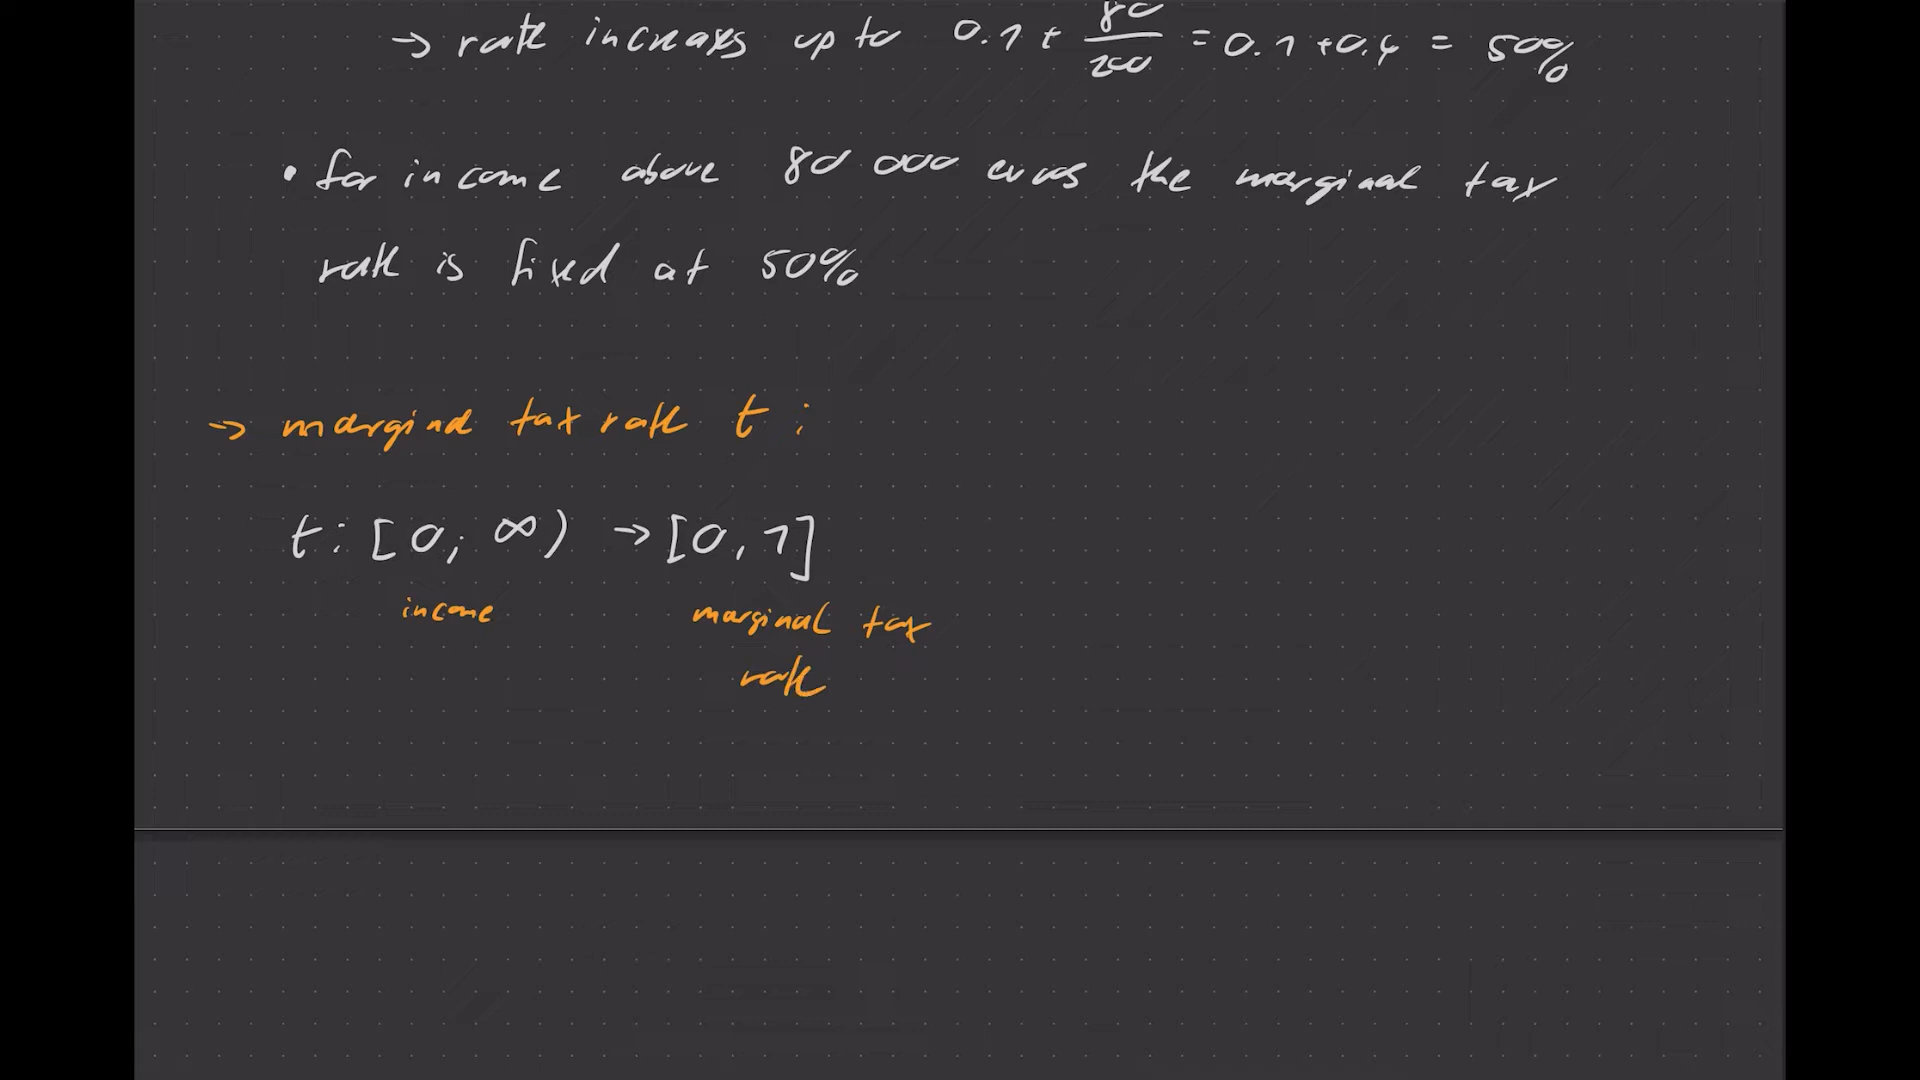 → rate increases up to 0.1 + 80/200 = 0.1 + 0.4 = 50%
• for income above 80 000 euros the marginal tax
rate is fixed at 50%
→ marginal tax rate t :
t : [0; ∞) → [0,1]
income marginal tax
rate